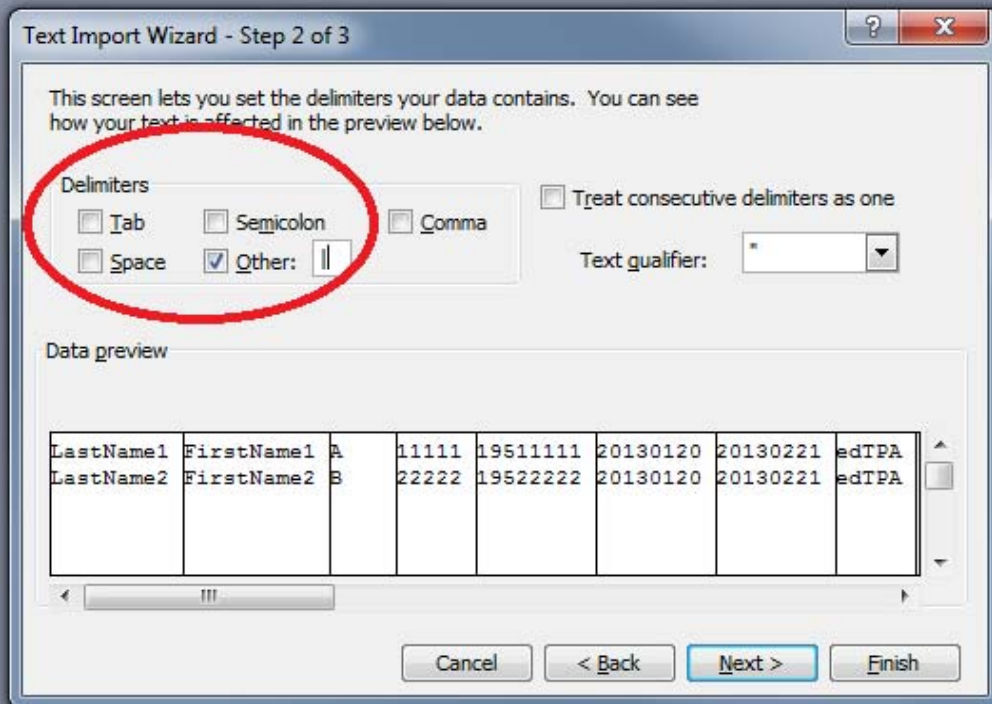 Text Import Wizard - Step 2 of 3
This screen lets you set the delimiters your data contains. You can see
how your text is affected in the preview below.
Delimiters
Tab
Semicolon
Comma
Space
Other: |
Treat consecutive delimiters as one
Text qualifier: "
Data preview
LastName1 FirstName1 A 11111 19511111 20130120 20130221 edTPA
LastName2 FirstName2 B 22222 19522222 20130120 20130221 edTPA
Cancel < Back Next > Finish